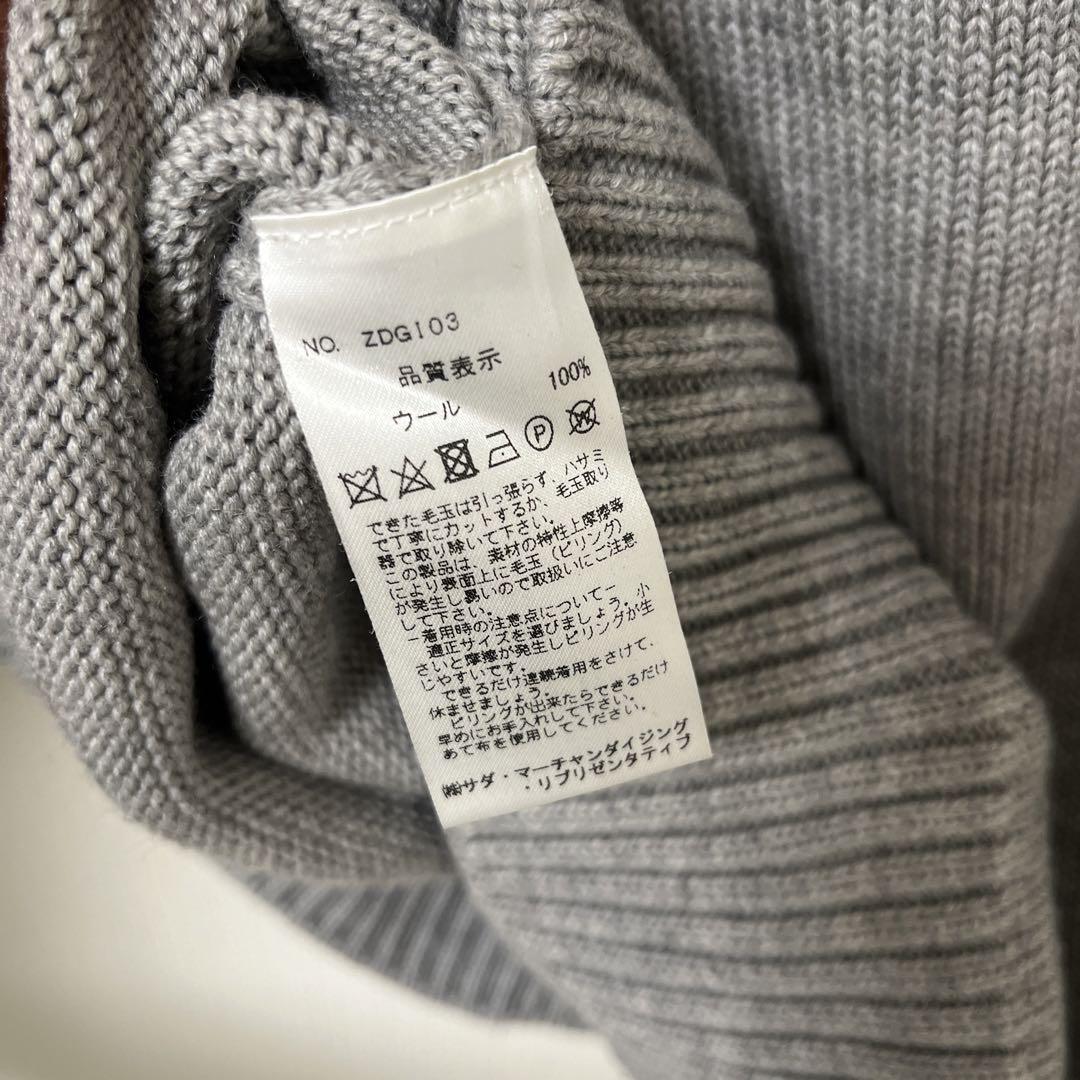 NO. ZDG103
品質表示
ウール 100%
P W
できた毛玉は引っ張らず、ハサミ
で丁寧にカットするか、毛玉取り
器で取り除いて下さい。
この製品は、素材の特性上摩擦等
により表面上に毛玉（ピリング）
が発生し易いので取扱いにご注意
して下さい。
－着用時の注意点について－
適正サイズを選びましょう。小
さいと摩擦が発生しピリングが生
じやすいです。
できるだけ連続着用をさけて、
休ませましょう。
ピリングが出来たらできるだけ
早めにお手入れして下さい。
あて布を使用してください。
㈱サダ・マーチャンダイジング
・リプリゼンタティブ